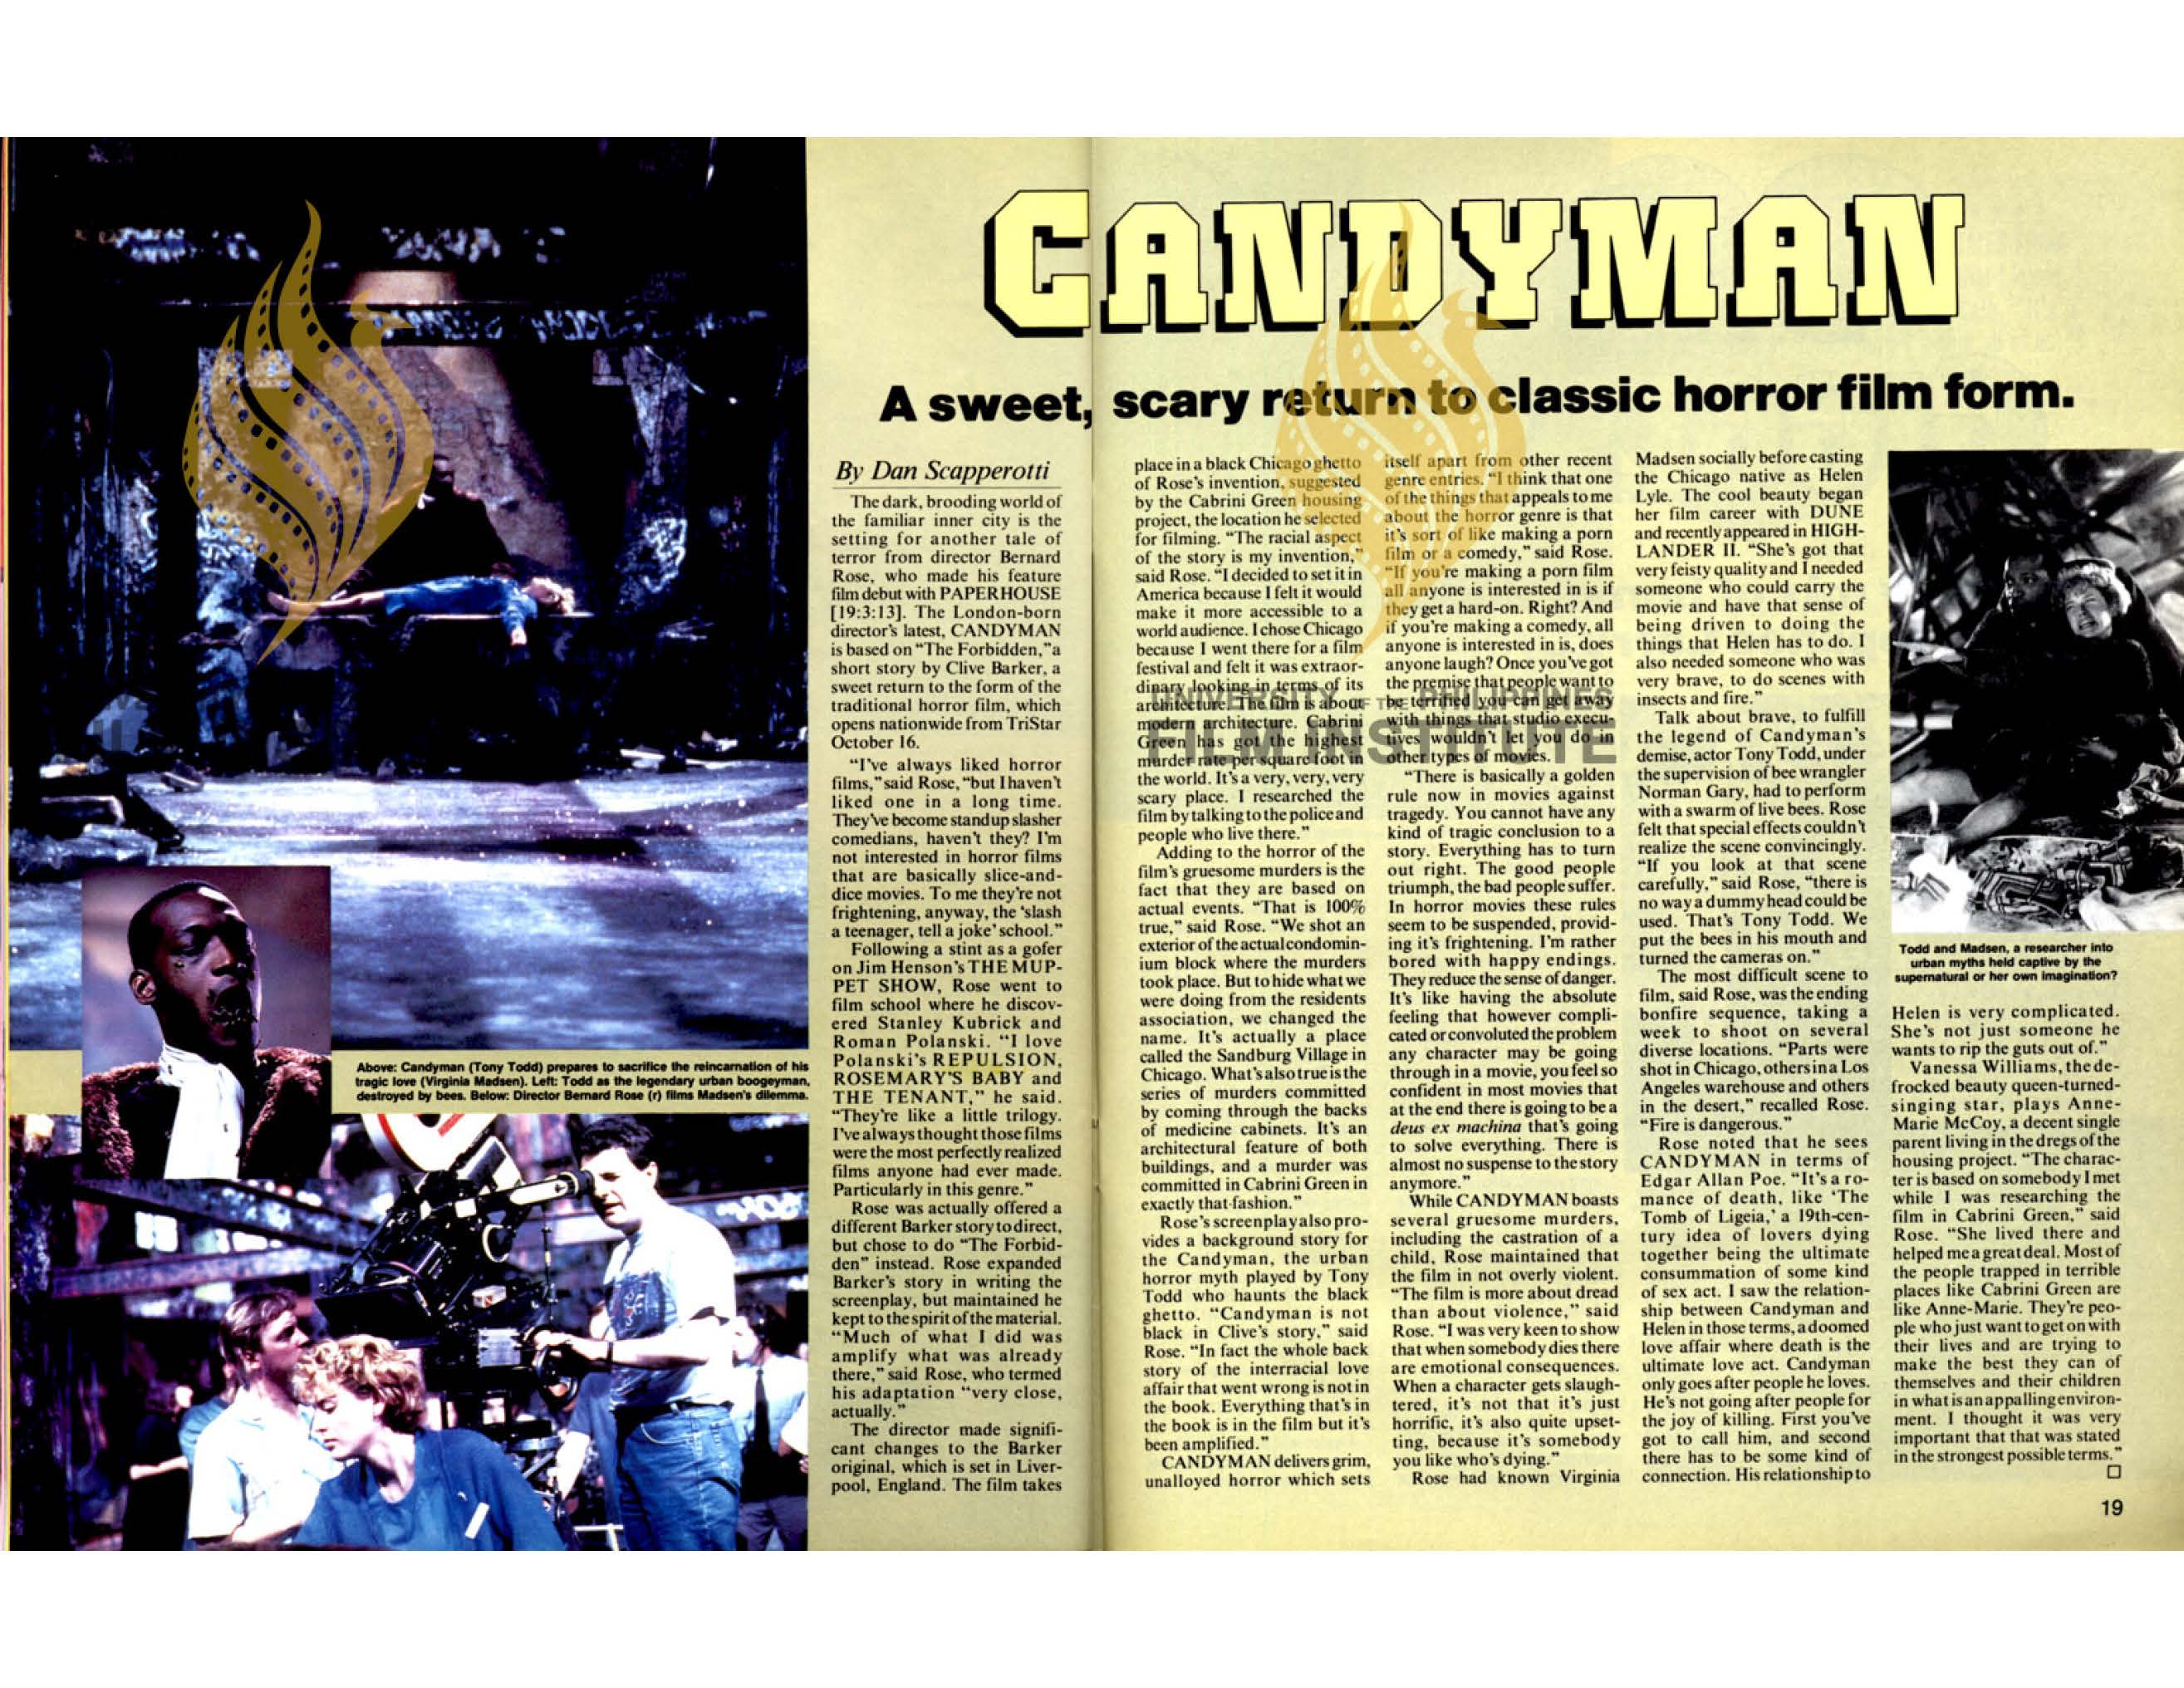 CANDYMAN
A sweet, scary return to classic horror film form.
By Dan Scapperotti
The dark, brooding world of
the familiar inner city is the
setting for another tale of
terror from director Bernard
Rose, who made his feature
film debut with PAPERHOUSE
[19:3:13]. The London-born
director's latest, CANDYMAN
is based on "The Forbidden," a
short story by Clive Barker, a
sweet return to the form of the
traditional horror film, which
opens nationwide from TriStar
October 16.
"I've always liked horror
films," said Rose, "but I haven't
liked one in a long time.
They've become standup slasher
comedians, haven't they? I'm
not interested in horror films
that are basically slice-and-
dice movies. To me they're not
frightening, anyway, the 'slash
a teenager, tell a joke' school."
Following a stint as a gofer
on Jim Henson's THE MUP-
PET SHOW, Rose went to
film school where he discov-
ered Stanley Kubrick and
Roman Polanski. "I love
Polanski's REPULSION,
ROSEMARY'S BABY and
THE TENANT," he said.
"They're like a little trilogy.
I've always thought those films
were the most perfectly realized
films anyone had ever made.
Particularly in this genre."
Rose was actually offered a
different Barker story to direct,
but chose to do "The Forbid-
den" instead. Rose expanded
Barker's story in writing the
screenplay, but maintained he
kept to the spirit of the material.
"Much of what I did was
amplify what was already
there," said Rose, who termed
his adaptation "very close,
actually."
The director made signifi-
cant changes to the Barker
original, which is set in Liver-
pool, England. The film takes
place in a black Chicago ghetto
of Rose's invention, suggested
by the Cabrini Green housing
project, the location he selected
for filming. "The racial aspect
of the story is my invention,"
said Rose. "I decided to set it in
America because I felt it would
make it more accessible to a
world audience. I chose Chicago
because I went there for a film
festival and felt it was extraor-
dinary looking in terms of its
architecture. The film is about
modern architecture. Cabrini
Green has got the highest
murder rate per square foot in
the world. It's a very, very, very
scary place. I researched the
film by talking to the police and
people who live there."
Adding to the horror of the
film's gruesome murders is the
fact that they are based on
actual events. "That is 100%
true," said Rose. "We shot an
exterior of the actual condomin-
ium block where the murders
took place. But to hide what we
were doing from the residents
association, we changed the
name. It's actually a place
called the Sandburg Village in
Chicago. What's also true is the
series of murders committed
by coming through the backs
of medicine cabinets. It's an
architectural feature of both
buildings, and a murder was
committed in Cabrini Green in
exactly that fashion."
Rose's screenplay also pro-
vides a background story for
the Candyman, the urban
horror myth played by Tony
Todd who haunts the black
ghetto. "Candyman is not
black in Clive's story," said
Rose. "In fact the whole back
story of the interracial love
affair that went wrong is not in
the book. Everything that's in
the book is in the film but it's
been amplified."
CANDYMAN delivers grim,
unalloyed horror which sets
itself apart from other recent
genre entries. "I think that one
of the things that appeals to me
about the horror genre is that
it's sort of like making a porn
film or a comedy," said Rose.
"If you're making a porn film
all anyone is interested in is if
they get a hard-on. Right? And
if you're making a comedy, all
anyone is interested in is, does
anyone laugh? Once you've got
the premise that people want to
be terrified you can get away
with things that studio execu-
tives wouldn't let you do in
other types of movies.
"There is basically a golden
rule now in movies against
tragedy. You cannot have any
kind of tragic conclusion to a
story. Everything has to turn
out right. The good people
triumph, the bad people suffer.
In horror movies these rules
seem to be suspended, provid-
ing it's frightening. I'm rather
bored with happy endings.
They reduce the sense of danger.
It's like having the absolute
feeling that however compli-
cated or convoluted the problem
any character may be going
through in a movie, you feel so
confident in most movies that
at the end there is going to be a
deus ex machina that's going
to solve everything. There is
almost no suspense to the story
anymore."
While CANDYMAN boasts
several gruesome murders,
including the castration of a
child, Rose maintained that
the film in not overly violent.
"The film is more about dread
than about violence," said
Rose. "I was very keen to show
that when somebody dies there
are emotional consequences.
When a character gets slaugh-
tered, it's not that it's just
horrific, it's also quite upset-
ting, because it's somebody
you like who's dying."
Rose had known Virginia
Madsen socially before casting
the Chicago native as Helen
Lyle. The cool beauty began
her film career with DUNE
and recently appeared in HIGH-
LANDER II. "She's got that
very feisty quality and I needed
someone who could carry the
movie and have that sense of
being driven to doing the
things that Helen has to do. I
also needed someone who was
very brave, to do scenes with
insects and fire."
Talk about brave, to fulfill
the legend of Candyman's
demise, actor Tony Todd, under
the supervision of bee wrangler
Norman Gary, had to perform
with a swarm of live bees. Rose
felt that special effects couldn't
realize the scene convincingly.
"If you look at that scene
carefully," said Rose, "there is
no way a dummy head could be
used. That's Tony Todd. We
put the bees in his mouth and
turned the cameras on."
The most difficult scene to
film, said Rose, was the ending
bonfire sequence, taking a
week to shoot on several
diverse locations. "Parts were
shot in Chicago, others in a Los
Angeles warehouse and others
in the desert," recalled Rose.
"Fire is dangerous."
Rose noted that he sees
CANDYMAN in terms of
Edgar Allan Poe. "It's a ro-
mance of death, like 'The
Tomb of Ligeia,' a 19th-cen-
tury idea of lovers dying
together being the ultimate
consummation of some kind
of sex act. I saw the relation-
ship between Candyman and
Helen in those terms, a doomed
love affair where death is the
ultimate love act. Candyman
only goes after people he loves.
He's not going after people for
the joy of killing. First you've
got to call him, and second
there has to be some kind of
connection. His relationship to
Todd and Madsen, a researcher into
urban myths held captive by the
supernatural or her own imagination?
Helen is very complicated.
She's not just someone he
wants to rip the guts out of."
Vanessa Williams, the de-
frocked beauty queen-turned-
singing star, plays Anne-
Marie McCoy, a decent single
parent living in the dregs of the
housing project. "The charac-
ter is based on somebody I met
while I was researching the
film in Cabrini Green," said
Rose. "She lived there and
helped me a great deal. Most of
the people trapped in terrible
places like Cabrini Green are
like Anne-Marie. They're peo-
ple who just want to get on with
their lives and are trying to
make the best they can of
themselves and their children
in what is an appalling environ-
ment. I thought it was very
important that that was stated
in the strongest possible terms."
Above: Candyman (Tony Todd) prepares to sacrifice the reincarnation of his
tragic love (Virginia Madsen). Left: Todd as the legendary urban boogeyman,
destroyed by bees. Below: Director Bernard Rose (r) films Madsen's dilemma.
UNIVERSITY OF THE PHILIPPINES
FILM INSTITUTE
19